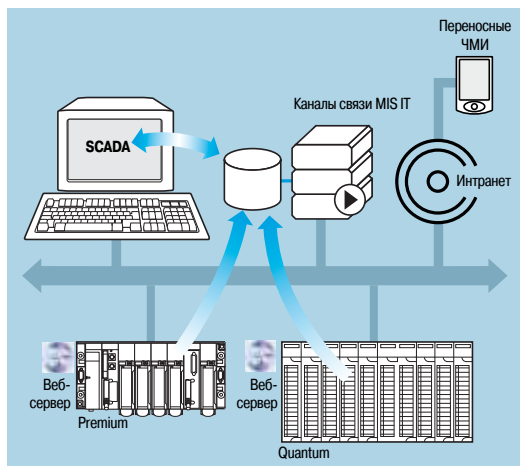 Переносные
ЧМИ
Каналы связи MIS IT
SCADA
Интранет
Веб-
сервер
Premium
Веб-
сервер
Quantum